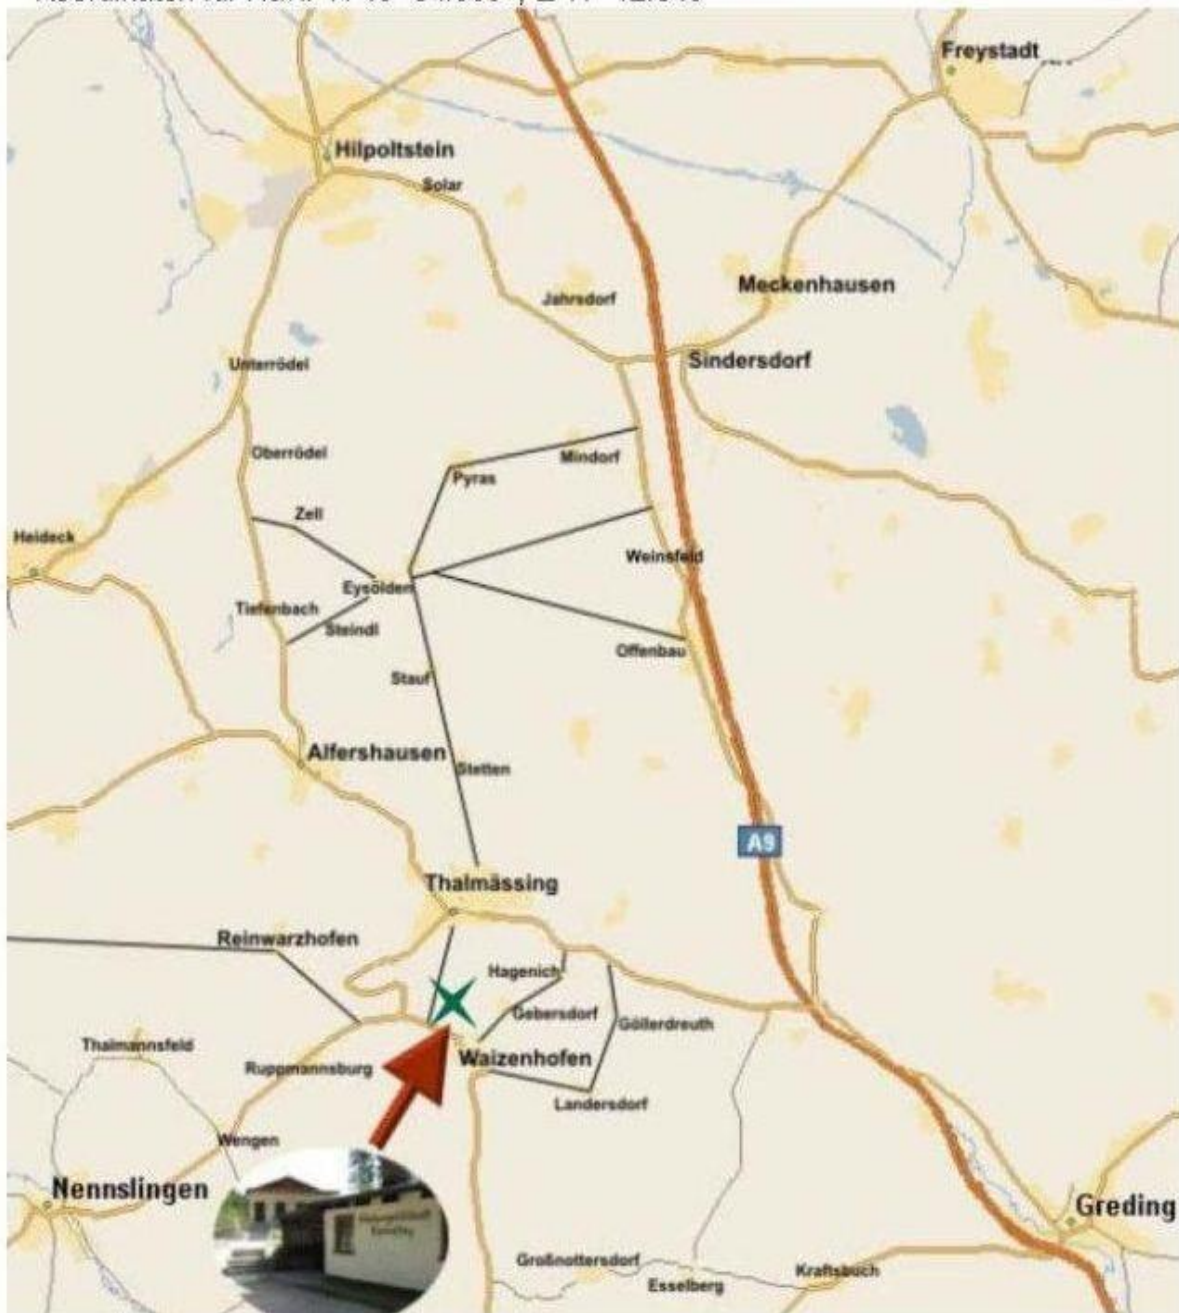 Freystadt
Hilpoltstein
Solar
Meckenhausen
Jahrsdorf
Sindersdorf
Unterrödel
Oberrödel
Mindorf
Pyras
Zell
Heideck
Weinsfeld
Eysölden
Tiefenbach
Steindl
Offenbau
Stauf
Alfershausen
Stetten
A9
Thalmässing
Reinwarzhofen
Hagenich
Gebersdorf
Göllerdreuth
Thalmannsfeld
Waizenhofen
Ruppmannsburg
Landersdorf
Wengen
Nennslingen
Greding
Großnottersdorf
Esselberg
Kraftsbuch